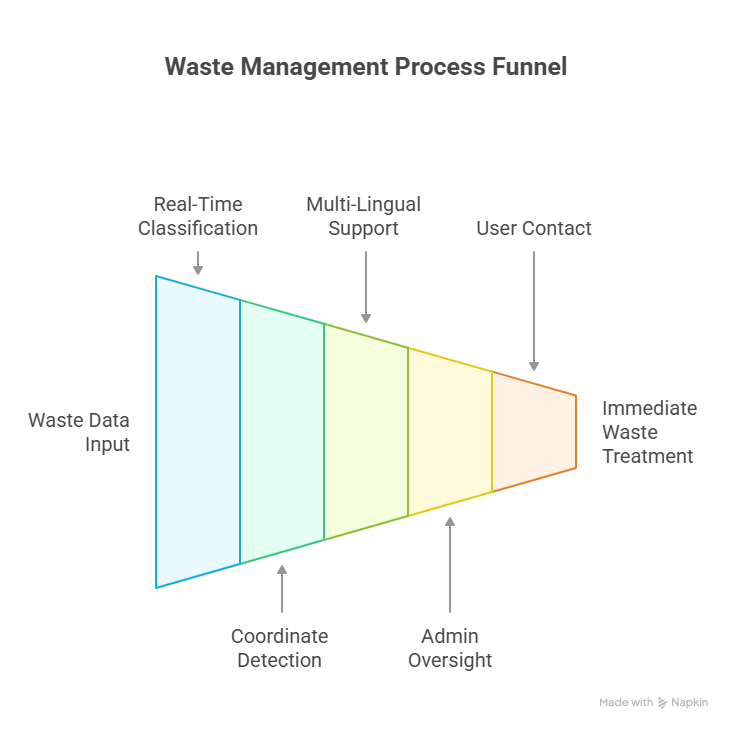 Waste Management Process Funnel
Real-Time
Classification
Multi-Lingual
Support
User Contact
Waste Data
Input
Immediate
Waste
Treatment
Coordinate
Detection
Admin
Oversight
Made with Napkin